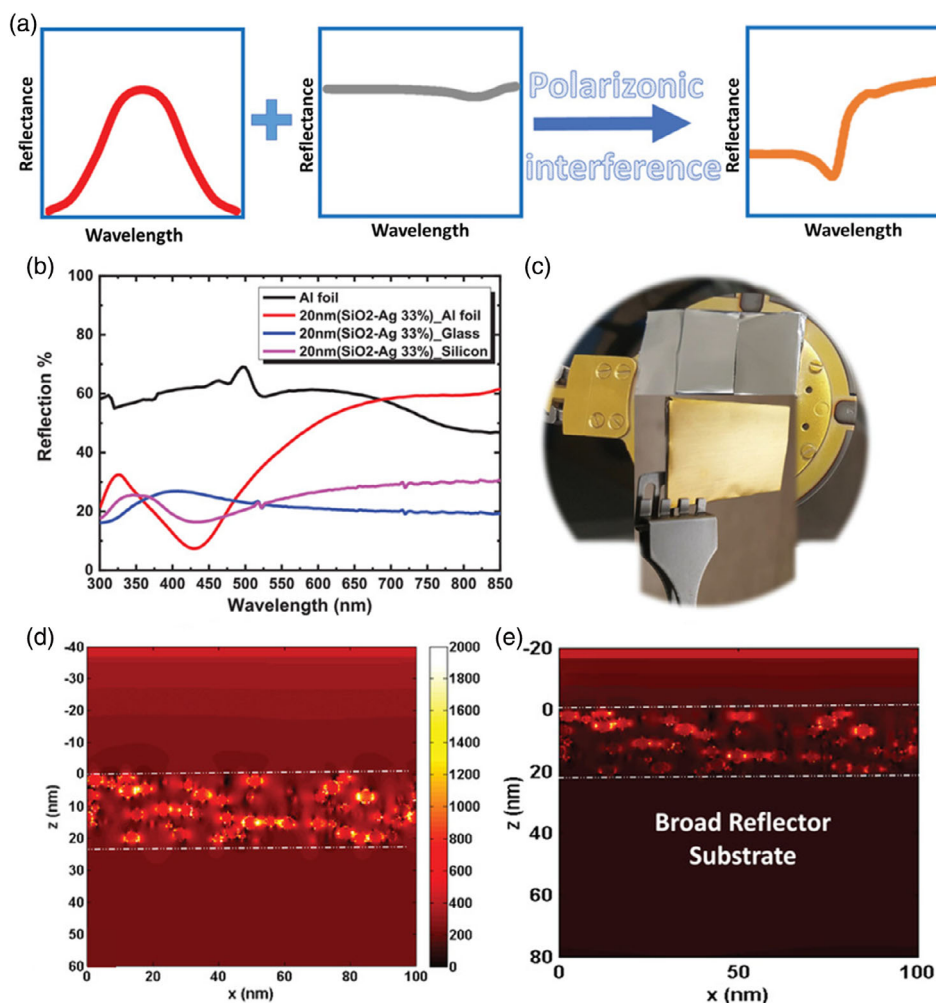 (a)
Reflectance
Wavelength
Reflectance
Wavelength
Polarizonic
interference
Reflectance
Wavelength
(b)
100
80
60
40
20
0
Reflection %
Al foil
20nm(SiO2-Ag 33%)_Al foil
20nm(SiO2-Ag 33%)_Glass
20nm(SiO2-Ag 33%)_Silicon
300 350 400 450 500 550 600 650 700 750 800 850
Wavelength (nm)
(c)
(d)
-40
-30
-20
-10
0
10
20
30
40
50
60
z (nm)
0 20 40 60 80 100
x (nm)
2000
1800
1600
1400
1200
1000
800
600
400
200
0
(e)
-20
0
20
40
60
80
z (nm)
Broad Reflector
Substrate
0 50 100
x (nm)